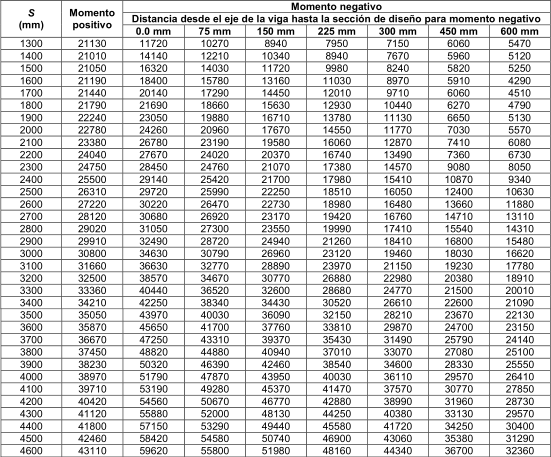 S (mm) Momento positivo Momento negativo
Distancia desde el eje de la viga hasta la sección de diseño para momento negativo
0.0 mm 75 mm 150 mm 225 mm 300 mm 450 mm 600 mm
1300 21130 11720 10270 8940 7950 7150 6060 5470
1400 21010 14140 12210 10340 8940 7670 5960 5120
1500 21050 16320 14030 11720 9980 8240 5820 5250
1600 21190 18400 15780 13160 11030 8970 5910 4290
1700 21440 20140 17290 14450 12010 9710 6060 4510
1800 21790 21690 18660 15630 12930 10440 6270 4790
1900 22240 23050 19880 16710 13780 11130 6650 5130
2000 22780 24260 20960 17670 14550 11770 7030 5570
2100 23380 26780 23190 19580 16060 12870 7410 6080
2200 24040 27670 24020 20370 16740 13490 7360 6730
2300 24750 28450 24760 21070 17380 14570 9080 8050
2400 25500 29140 25420 21700 17980 15410 10870 9340
2500 26310 29720 25990 22250 18510 16050 12400 10630
2600 27220 30220 26470 22730 18980 16480 13660 11880
2700 28120 30680 26920 23170 19420 16760 14710 13110
2800 29020 31050 27300 23550 19990 17410 15540 14310
2900 29910 32490 28720 24940 21260 18410 16800 15480
3000 30800 34630 30790 26960 23120 19460 18030 16620
3100 31660 36630 32770 28890 23970 21150 19230 17780
3200 32500 38570 34670 30770 26880 22980 20380 18910
3300 33360 40440 36520 32600 28680 24770 21500 20010
3400 34210 42250 38340 34430 30520 26610 22600 21090
3500 35050 43970 40030 36090 32150 28210 23670 22130
3600 35870 45650 41700 37760 33810 29870 24700 23150
3700 36670 47250 43310 39370 35430 31490 25790 24140
3800 37450 48820 44880 40940 37010 33070 27080 25100
3900 38230 50320 46390 42460 38540 34600 28330 25550
4000 38970 51790 47870 43950 40030 36110 29570 26410
4100 39710 53190 49280 45370 41470 37570 30770 27850
4200 40420 54560 50670 46770 42880 38990 31960 28730
4300 41120 55880 52000 48130 44250 40380 33130 29570
4400 41800 57150 53290 49440 45580 41720 34250 30400
4500 42460 58420 54580 50740 46900 43060 35380 31290
4600 43110 59620 55800 51980 48160 44340 36700 32360